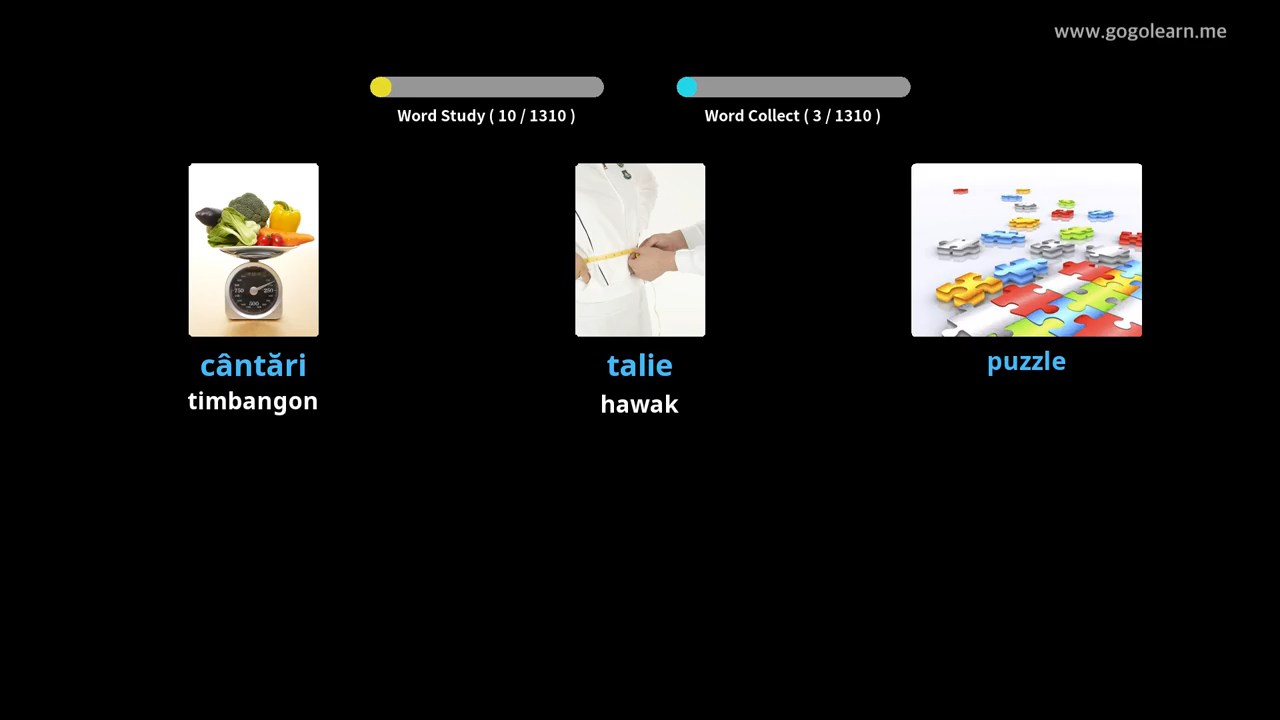 www.gogolearn.me
Word Study ( 10 / 1310 )
Word Collect ( 3 / 1310 )
cântări
timbangon
talie
hawak
puzzle